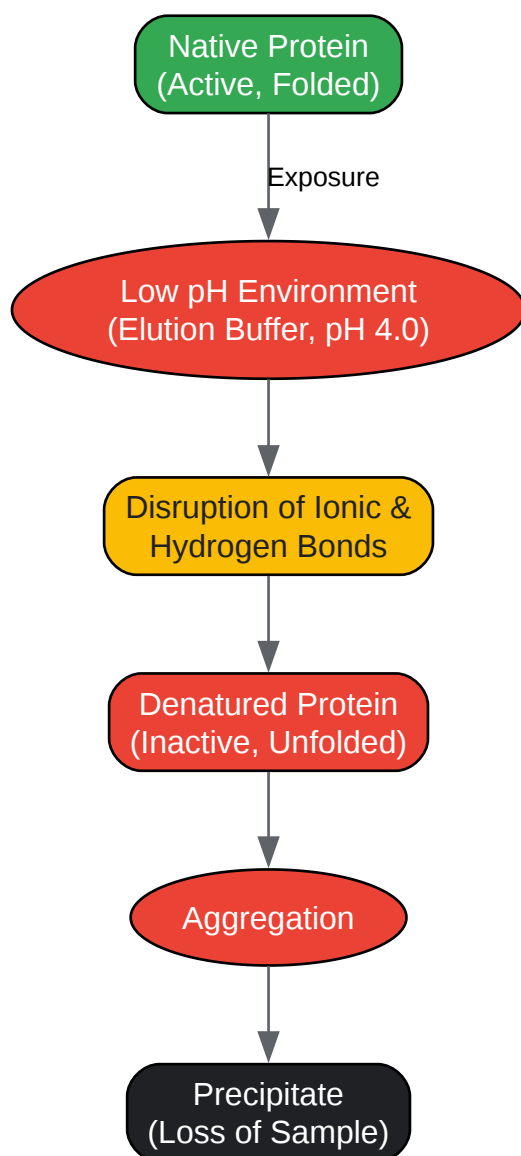 Native Protein
(Active, Folded)
Exposure
Low pH Environment
(Elution Buffer, pH 4.0)
Disruption of Ionic &
Hydrogen Bonds
Denatured Protein
(Inactive, Unfolded)
Aggregation
Precipitate
(Loss of Sample)